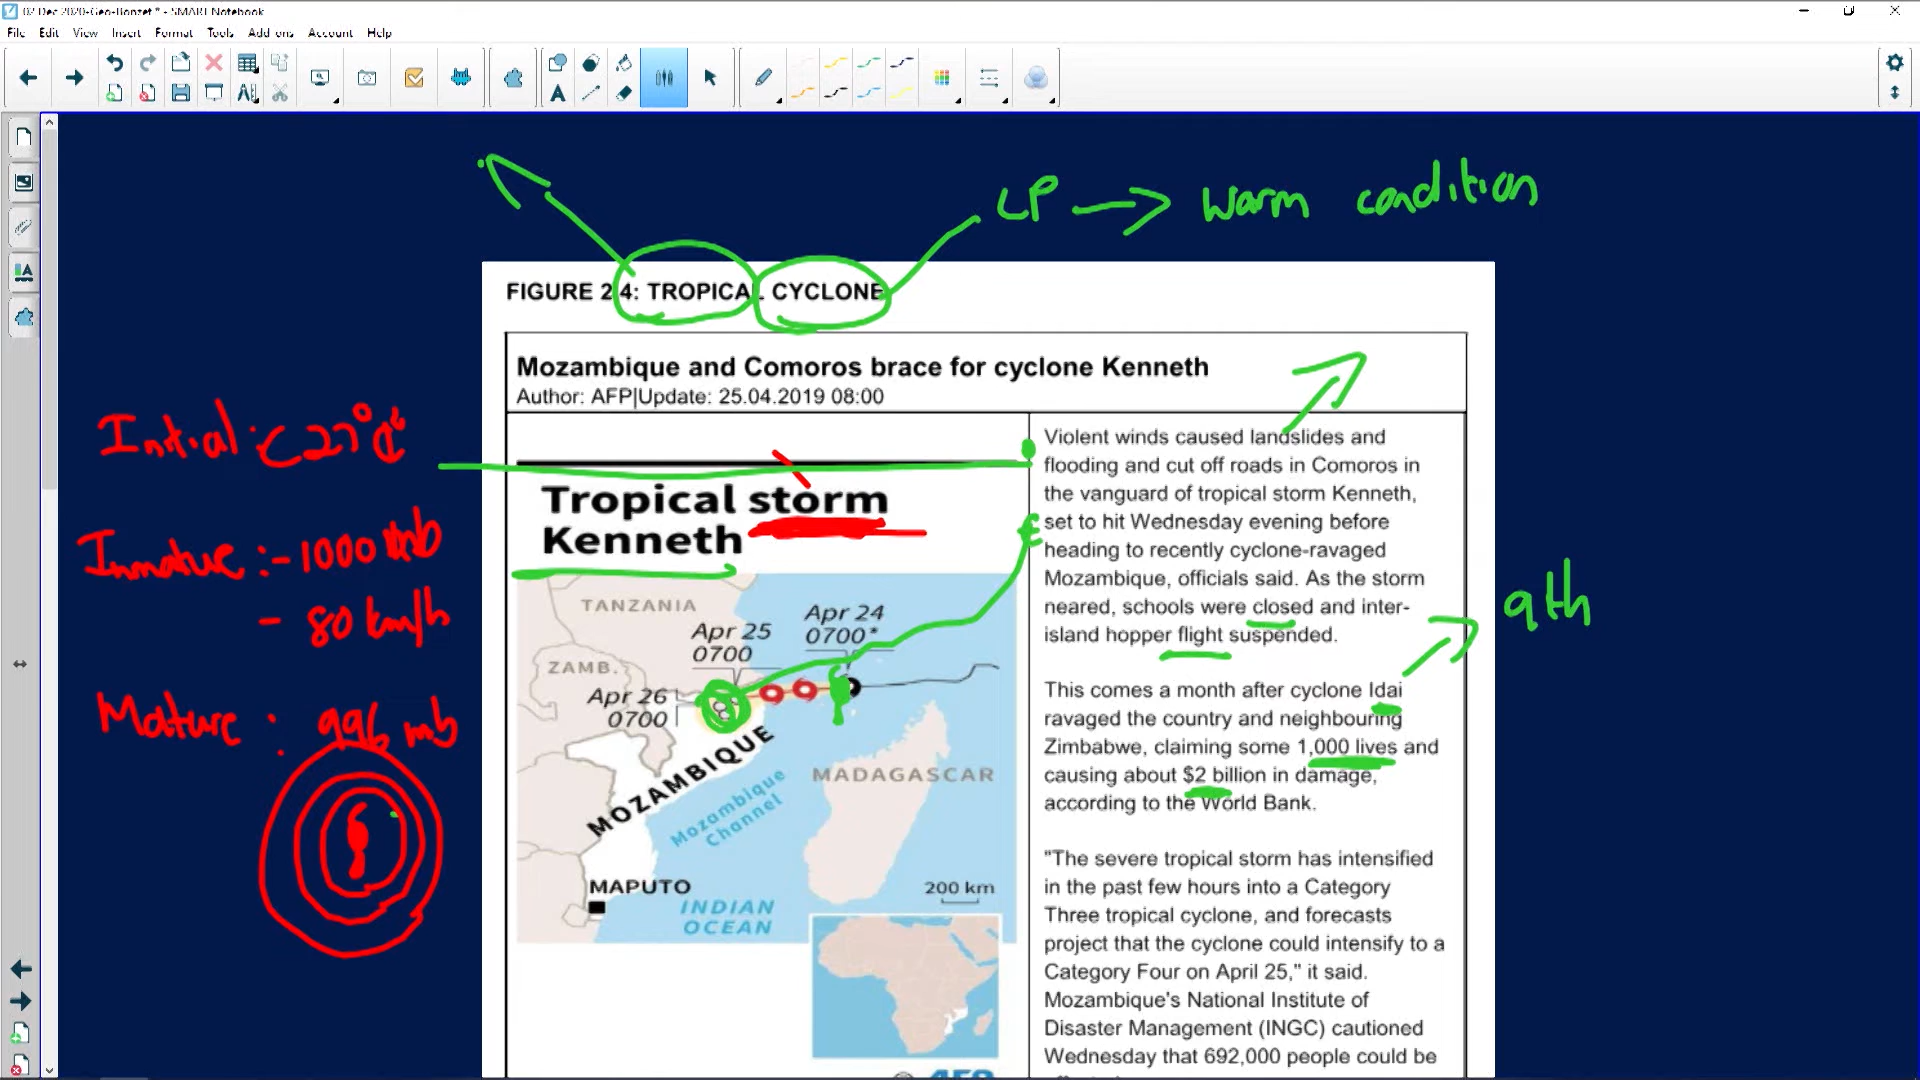 02 Dec 2020-Geo-Bonset * - SMART Notebook
File Edit View Insert Format Tools Add-ons Account Help
LP → Warm condition
FIGURE 2.4: TROPICAL CYCLONE
Mozambique and Comoros brace for cyclone Kenneth
Author: AFP|Update: 25.04.2019 08:00
Initial :
Immature : - 1000 mb
- 80 km/h
Mature : 996 mb
Tropical storm
Kenneth
TANZANIA
Apr 24
0700*
Apr 25
0700
ZAMB.
Apr 26
0700
MOZAMBIQUE
MADAGASCAR
Mozambique
Channel
MAPUTO
200 km
INDIAN
OCEAN
AFP
Violent winds caused landslides and
flooding and cut off roads in Comoros in
the vanguard of tropical storm Kenneth,
set to hit Wednesday evening before
heading to recently cyclone-ravaged
Mozambique, officials said. As the storm
neared, schools were closed and inter-
island hopper flight suspended.
This comes a month after cyclone Idai
ravaged the country and neighbouring
Zimbabwe, claiming some 1,000 lives and
causing about $2 billion in damage,
according to the World Bank.
"The severe tropical storm has intensified
in the past few hours into a Category
Three tropical cyclone, and forecasts
project that the cyclone could intensify to a
Category Four on April 25," it said.
Mozambique's National Institute of
Disaster Management (INGC) cautioned
Wednesday that 692,000 people could be
9th